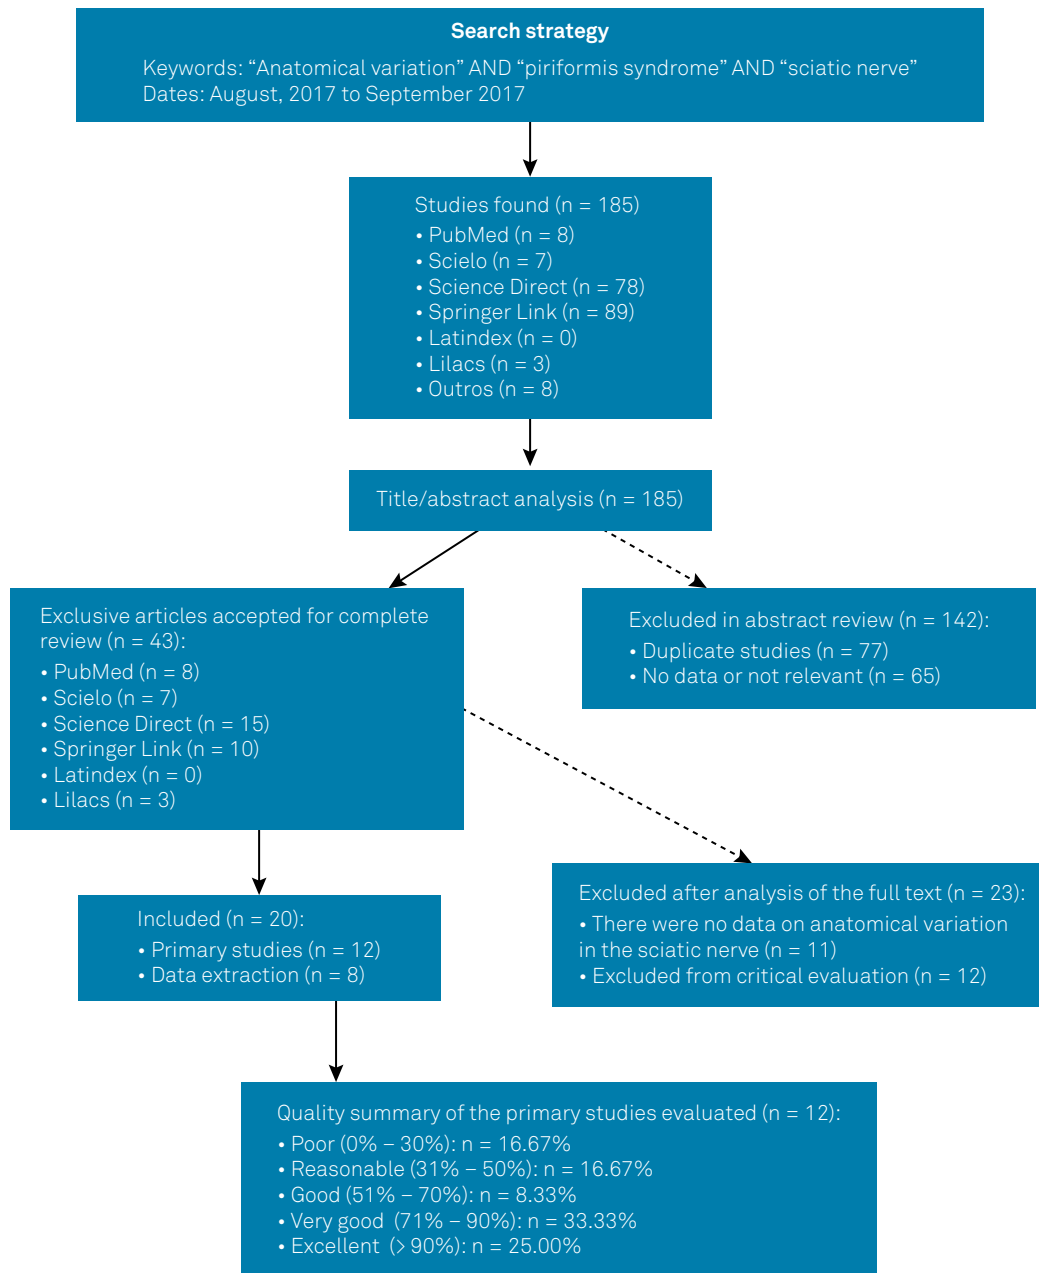 Search strategy
Keywords: “Anatomical variation” AND “piriformis syndrome” AND “sciatic nerve”
Dates: August, 2017 to September 2017
Studies found (n = 185)
• PubMed (n = 8)
• Scielo (n = 7)
• Science Direct (n = 78)
• Springer Link (n = 89)
• Latindex (n = 0)
• Lilacs (n = 3)
• Outros (n = 8)
Title/abstract analysis (n = 185)
Exclusive articles accepted for complete
review (n = 43):
• PubMed (n = 8)
• Scielo (n = 7)
• Science Direct (n = 15)
• Springer Link (n = 10)
• Latindex (n = 0)
• Lilacs (n = 3)
Excluded in abstract review (n = 142):
• Duplicate studies (n = 77)
• No data or not relevant (n = 65)
Included (n = 20):
• Primary studies (n = 12)
• Data extraction (n = 8)
Excluded after analysis of the full text (n = 23):
• There were no data on anatomical variation
in the sciatic nerve (n = 11)
• Excluded from critical evaluation (n = 12)
Quality summary of the primary studies evaluated (n = 12):
• Poor (0% – 30%): n = 16.67%
• Reasonable (31% – 50%): n = 16.67%
• Good (51% – 70%): n = 8.33%
• Very good  (71% – 90%): n = 33.33%
• Excellent  (> 90%): n = 25.00%